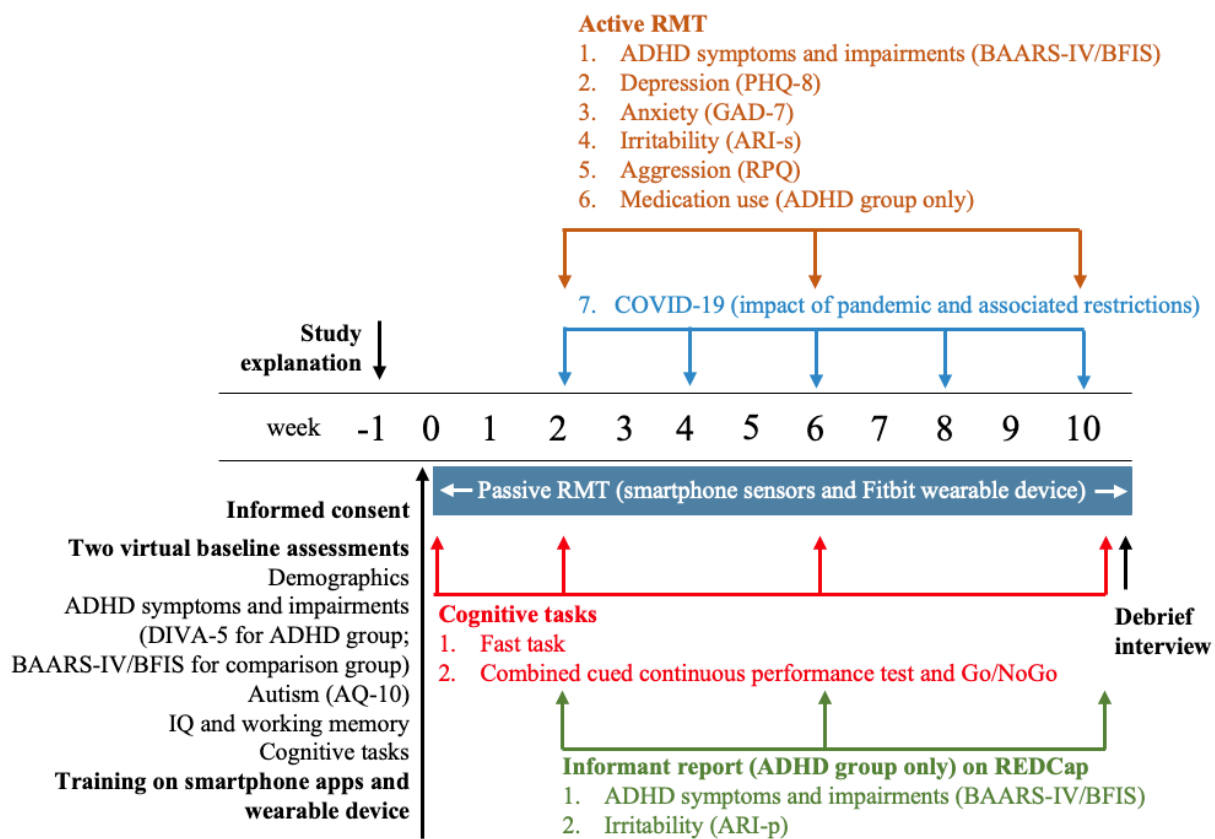 Active RMT
1. ADHD symptoms and impairments (BAARS-IV/BFIS)
2. Depression (PHQ-8)
3. Anxiety (GAD-7)
4. Irritability (ARI-s)
5. Aggression (RPQ)
6. Medication use (ADHD group only)
7. COVID-19 (impact of pandemic and associated restrictions)
Study
explanation
week -1 0 1 2 3 4 5 6 7 8 9 10
Passive RMT (smartphone sensors and Fitbit wearable device)
Informed consent
Two virtual baseline assessments
Demographics
ADHD symptoms and impairments
(DIVA-5 for ADHD group;
BAARS-IV/BFIS for comparison group)
Autism (AQ-10)
IQ and working memory
Cognitive tasks
Training on smartphone apps and
wearable device
Cognitive tasks
1. Fast task
2. Combined cued continuous performance test and Go/NoGo
Debrief
interview
Informant report (ADHD group only) on REDCap
1. ADHD symptoms and impairments (BAARS-IV/BFIS)
2. Irritability (ARI-p)